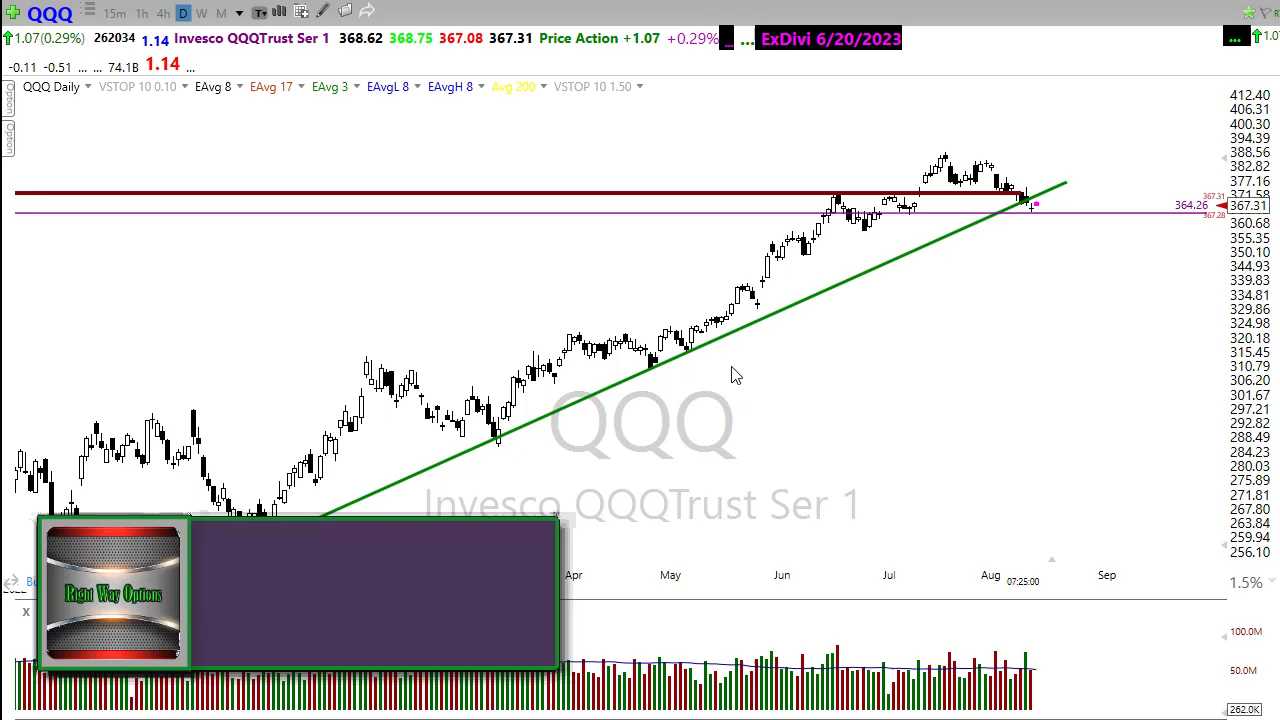 QQQ 15m 1h 4h D W M T
1.07(0.29%) 262034 1.14 Invesco QQQTrust Ser 1 368.62 368.75 367.08 367.31 Price Action +1.07 +0.29% ... ... ExDivi 6/20/2023 ... 1.07
-0.11 -0.51 ... ... 74.1B 1.14 ...
Option
Option
QQQ Daily VSTOP 10 0.10 EAvg 8 EAvg 17 EAvg 3 EAvgL 8 EAvgH 8 Avg 200 VSTOP 10 1.50
412.40
406.31
400.30
394.39
388.56
382.82
377.16
371.58
367.31
364.26
367.31
367.28
360.68
355.35
350.10
344.93
339.83
334.81
329.86
324.98
320.18
315.45
310.79
306.20
301.67
297.21
292.82
288.49
284.23
280.03
275.89
271.81
267.80
263.84
259.94
256.10
QQQ
Invesco QQQTrust Ser 1
Apr May Jun Jul Aug 07:25:00 Sep
1.5%
Right Way Options
X
100.0M
50.0M
262.0K